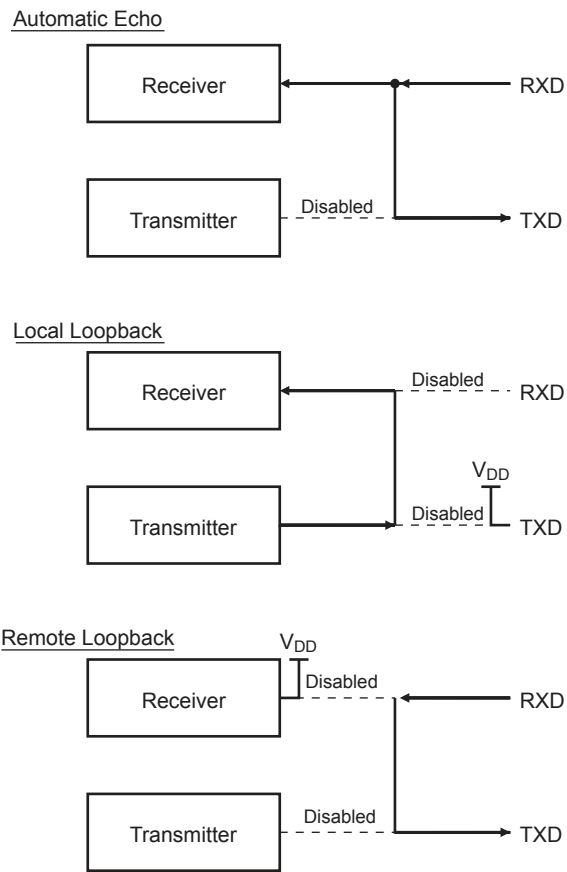 Automatic Echo
Receiver
RXD
Transmitter
Disabled
TXD
Local Loopback
Receiver
Disabled
RXD
VDD
Transmitter
Disabled
TXD
Remote Loopback
VDD
Receiver
Disabled
RXD
Transmitter
Disabled
TXD